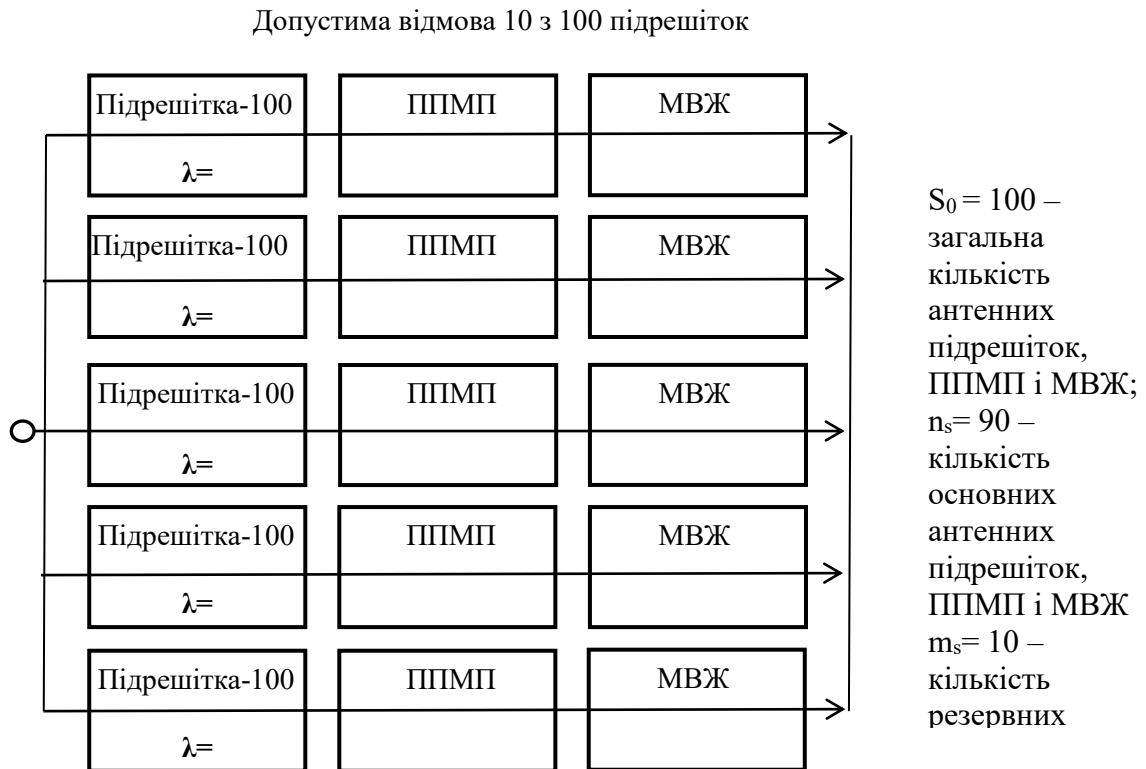 Допустима відмова 10 з 100 підрешіток
Підрешітка-100 ППМП МВЖ
λ=
Підрешітка-100 ППМП МВЖ
λ=
Підрешітка-100 ППМП МВЖ
λ=
Підрешітка-100 ППМП МВЖ
λ=
Підрешітка-100 ППМП МВЖ
λ=
S₀ = 100 –
загальна
кількість
антенних
підрешіток,
ППМП і МВЖ;
nₛ= 90 –
кількість
основних
антенних
підрешіток,
ППМП і МВЖ
mₛ= 10 –
кількість
резервних